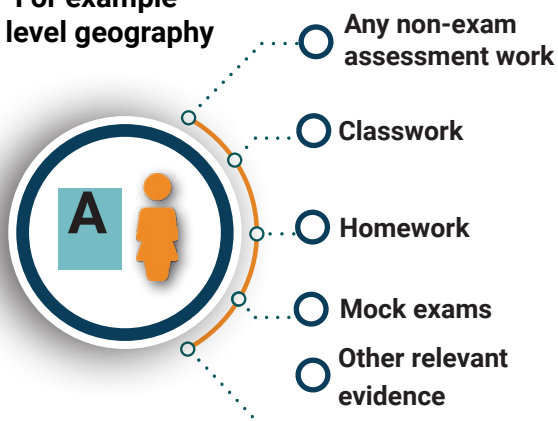 For example
level geography
Any non-exam
assessment work
Classwork
A
Homework
Mock exams
Other relevant
evidence